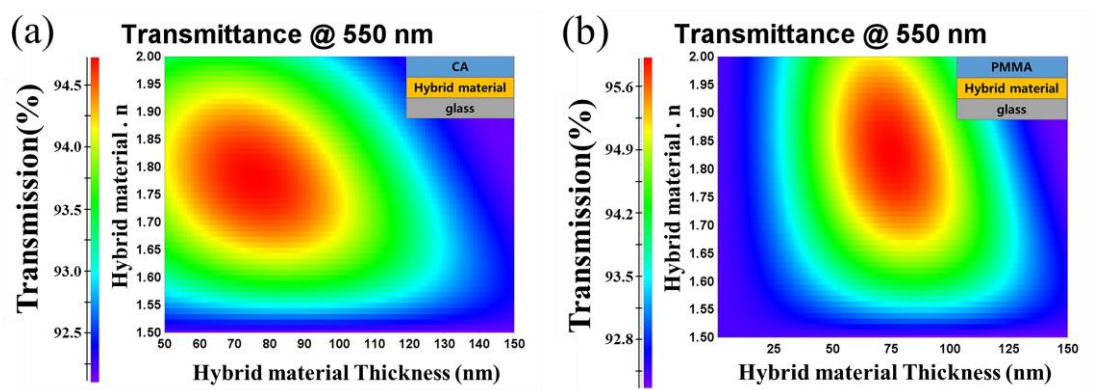 (a)
Transmittance @ 550 nm
Transmission(%)
94.5
94.0
93.5
93.0
92.5
Hybrid material . n
2.00
1.95
1.90
1.85
1.80
1.75
1.70
1.65
1.60
1.55
1.50
CA
Hybrid material
glass
50 60 70 80 90 100 110 120 130 140 150
Hybrid material Thickness (nm)
(b)
Transmittance @ 550 nm
Transmission(%)
95.6
94.9
94.2
93.5
92.8
Hybrid material . n
2.00
1.95
1.90
1.85
1.80
1.75
1.70
1.65
1.60
1.55
1.50
PMMA
Hybrid material
glass
25 50 75 100 125 150
Hybrid material Thickness (nm)